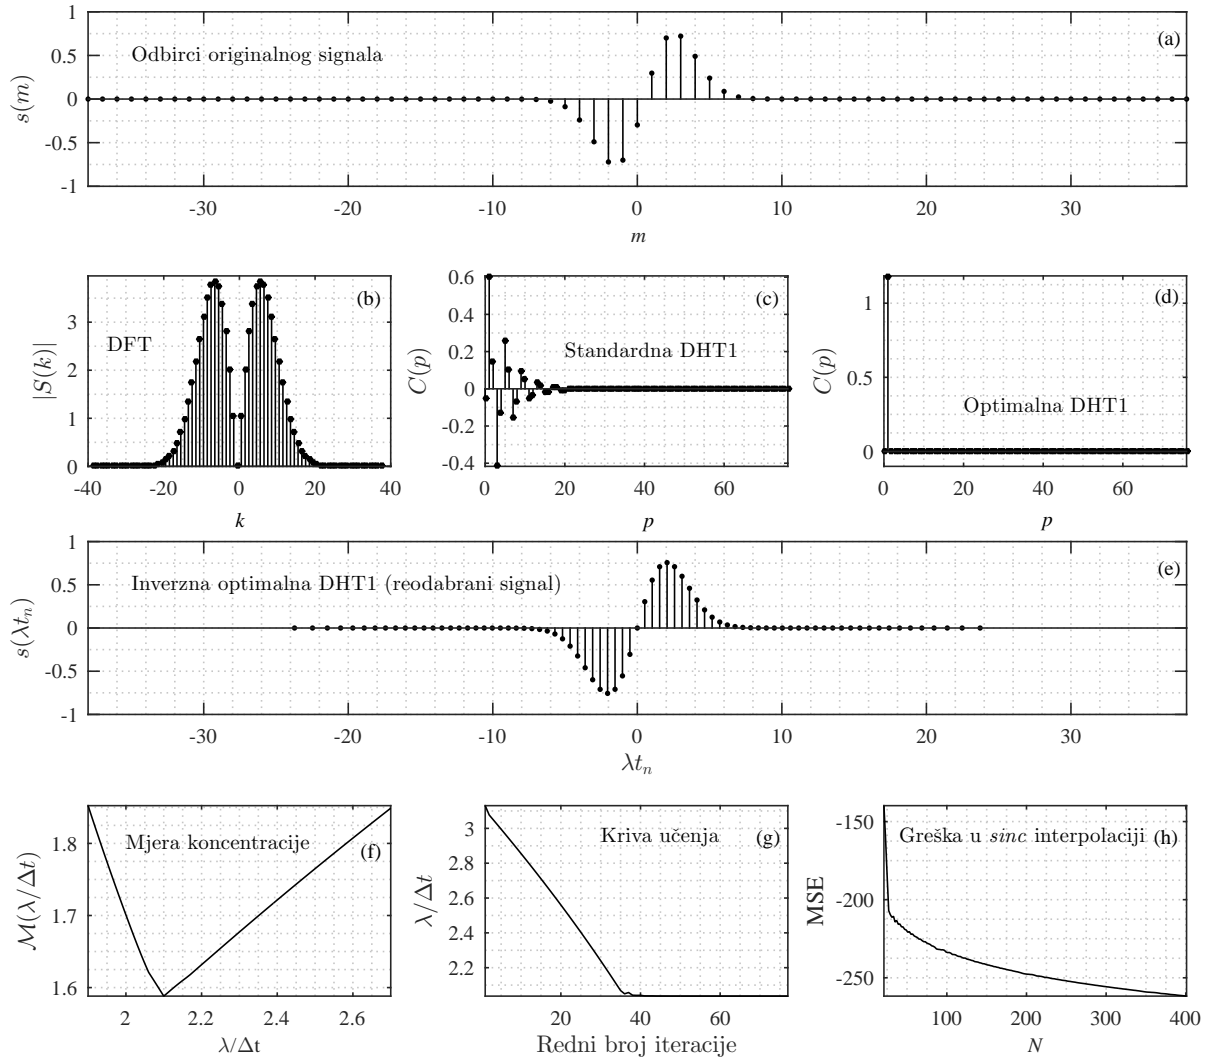 1
0.5
0
-0.5
-1
s(m)
Odbirci originalnog signala
(a)
-30
-20
-10
0
10
20
30
m
3
2
1
0
|S(k)|
DFT
(b)
-40
-20
0
20
40
k
0.6
0.4
0.2
0
-0.2
-0.4
C(p)
Standardna DHT1
(c)
0
20
40
60
p
1
0.5
0
C(p)
Optimalna DHT1
(d)
0
20
40
60
p
1
0.5
0
-0.5
-1
s(λtₙ)
Inverzna optimalna DHT1 (reodabrani signal)
(e)
-30
-20
-10
0
10
20
30
λtₙ
1.8
1.7
1.6
ℳ(λ/Δt)
Mjera koncentracije
(f)
2
2.2
2.4
2.6
λ/Δt
3
2.8
2.6
2.4
2.2
λ/Δt
Kriva učenja
(g)
20
40
60
Redni broj iteracije
-150
-200
-250
MSE
Greška u sinc interpolaciji
(h)
100
200
300
400
N